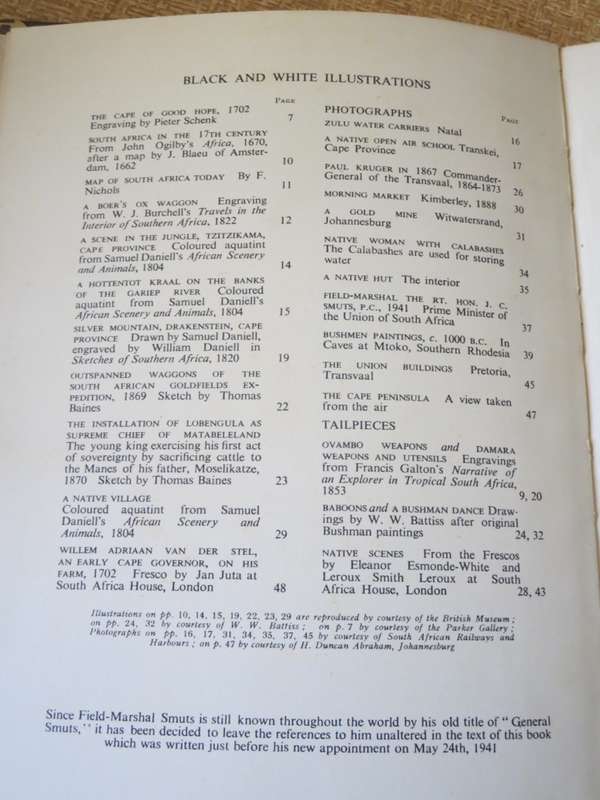 BLACK AND WHITE ILLUSTRATIONS
PAGE
THE CAPE OF GOOD HOPE, 1702
Engraving by Pieter Schenk 7
SOUTH AFRICA IN THE 17TH CENTURY
From John Ogilby's Africa, 1670,
after a map by J. Blaeu of Amster-
dam, 1662 10
MAP OF SOUTH AFRICA TODAY By F.
Nichols 11
A BOER'S OX WAGGON Engraving
from W. J. Burchell's Travels in the
Interior of Southern Africa, 1822 12
A SCENE IN THE JUNGLE, TZITZIKAMA,
CAPE PROVINCE Coloured aquatint
from Samuel Daniell's African Scenery
and Animals, 1804 14
A HOTTENTOT KRAAL ON THE BANKS
OF THE GARIEP RIVER Coloured
aquatint from Samuel Daniell's
African Scenery and Animals, 1804 15
SILVER MOUNTAIN, DRAKENSTEIN, CAPE
PROVINCE Drawn by Samuel Daniell,
engraved by William Daniell in
Sketches of Southern Africa, 1820 19
OUTSPANNED WAGGONS OF THE
SOUTH AFRICAN GOLDFIELDS EX-
PEDITION, 1869 Sketch by Thomas
Baines 22
THE INSTALLATION OF LOBENGULA AS
SUPREME CHIEF OF MATABELELAND
The young king exercising his first act
of sovereignty by sacrificing cattle to
the Manes of his father, Moselikatze,
1870 Sketch by Thomas Baines 23
A NATIVE VILLAGE
Coloured aquatint from Samuel
Daniell's African Scenery and
Animals, 1804 29
WILLEM ADRIAAN VAN DER STEL,
AN EARLY CAPE GOVERNOR, ON HIS
FARM, 1702 Fresco by Jan Juta at
South Africa House, London 48
PHOTOGRAPHS
PAGE
ZULU WATER CARRIERS Natal 16
A NATIVE OPEN AIR SCHOOL Transkei,
Cape Province 17
PAUL KRUGER IN 1867 Commander-
General of the Transvaal, 1864-1873 26
MORNING MARKET Kimberley, 1888 30
A GOLD MINE Witwatersrand,
Johannesburg 31
NATIVE WOMAN WITH CALABASHES
The Calabashes are used for storing
water 34
A NATIVE HUT The interior 35
FIELD-MARSHAL THE RT. HON. J. C.
SMUTS, P.C., 1941 Prime Minister of
the Union of South Africa 37
BUSHMEN PAINTINGS, c. 1000 B.C. In
Caves at Mtoko, Southern Rhodesia 39
THE UNION BUILDINGS Pretoria,
Transvaal 45
THE CAPE PENINSULA A view taken
from the air 47
TAILPIECES
OVAMBO WEAPONS and DAMARA
WEAPONS AND UTENSILS Engravings
from Francis Galton's Narrative of
an Explorer in Tropical South Africa,
1853 9, 20
BABOONS and A BUSHMAN DANCE Draw-
ings by W. W. Battiss after original
Bushman paintings 24, 32
NATIVE SCENES From the Frescos
by Eleanor Esmonde-White and
Leroux Smith Leroux at South
Africa House, London 28, 43
Illustrations on pp. 10, 14, 15, 19, 22, 23, 29 are reproduced by courtesy of the British Museum;
on pp. 24, 32 by courtesy of W. W. Battiss; on p. 7 by courtesy of the Parker Gallery;
Photographs on pp. 16, 17, 31, 34, 35, 37, 45 by courtesy of South African Railways and
Harbours; on p. 47 by courtesy of H. Duncan Abraham, Johannesburg
Since Field-Marshal Smuts is still known throughout the world by his old title of "General
Smuts," it has been decided to leave the references to him unaltered in the text of this book
which was written just before his new appointment on May 24th, 1941